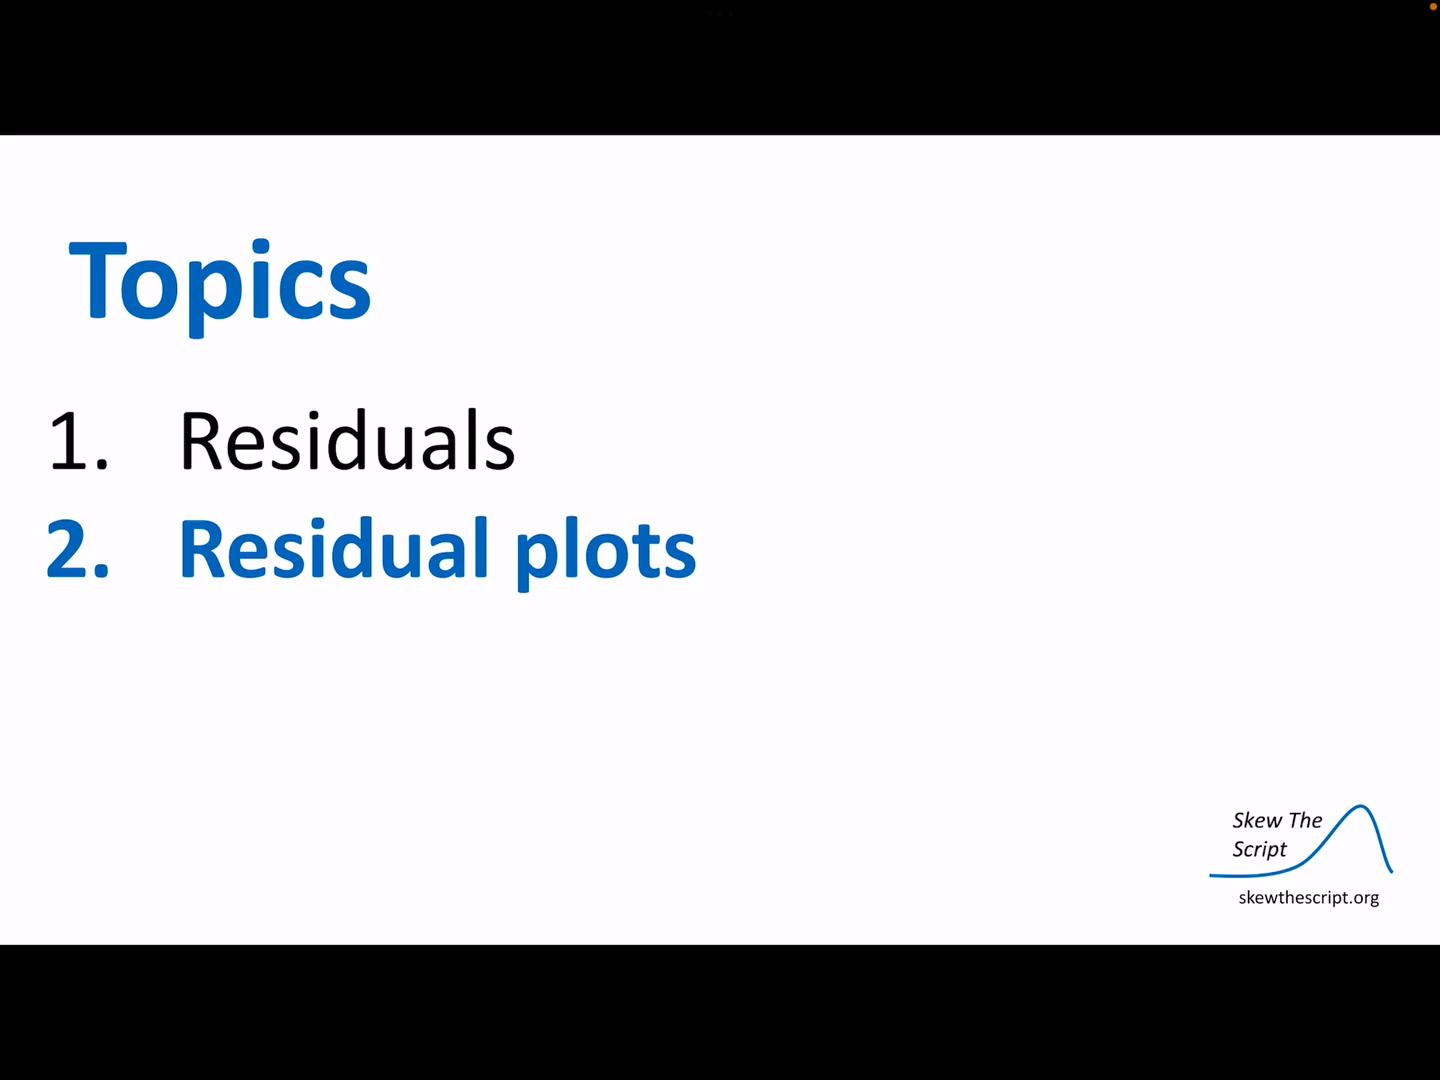 Topics
1. Residuals
2. Residual plots
Skew The
Script
skewthescript.org